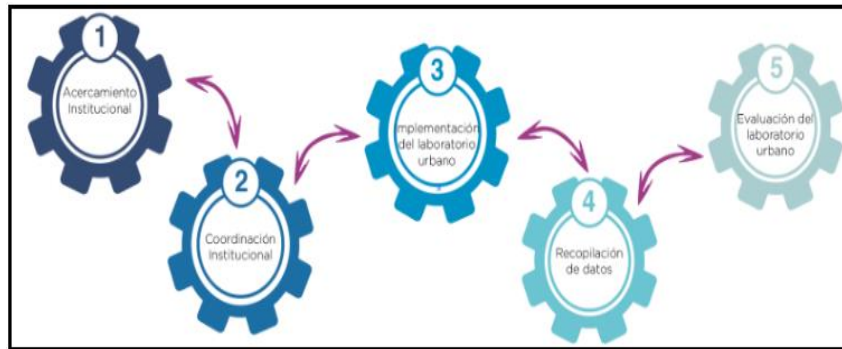 1
Acercamiento
Institucional
2
Coordinación
Institucional
3
Implementación
del laboratorio
urbano
4
Recopilación
de datos
5
Evaluación del
laboratorio
urbano